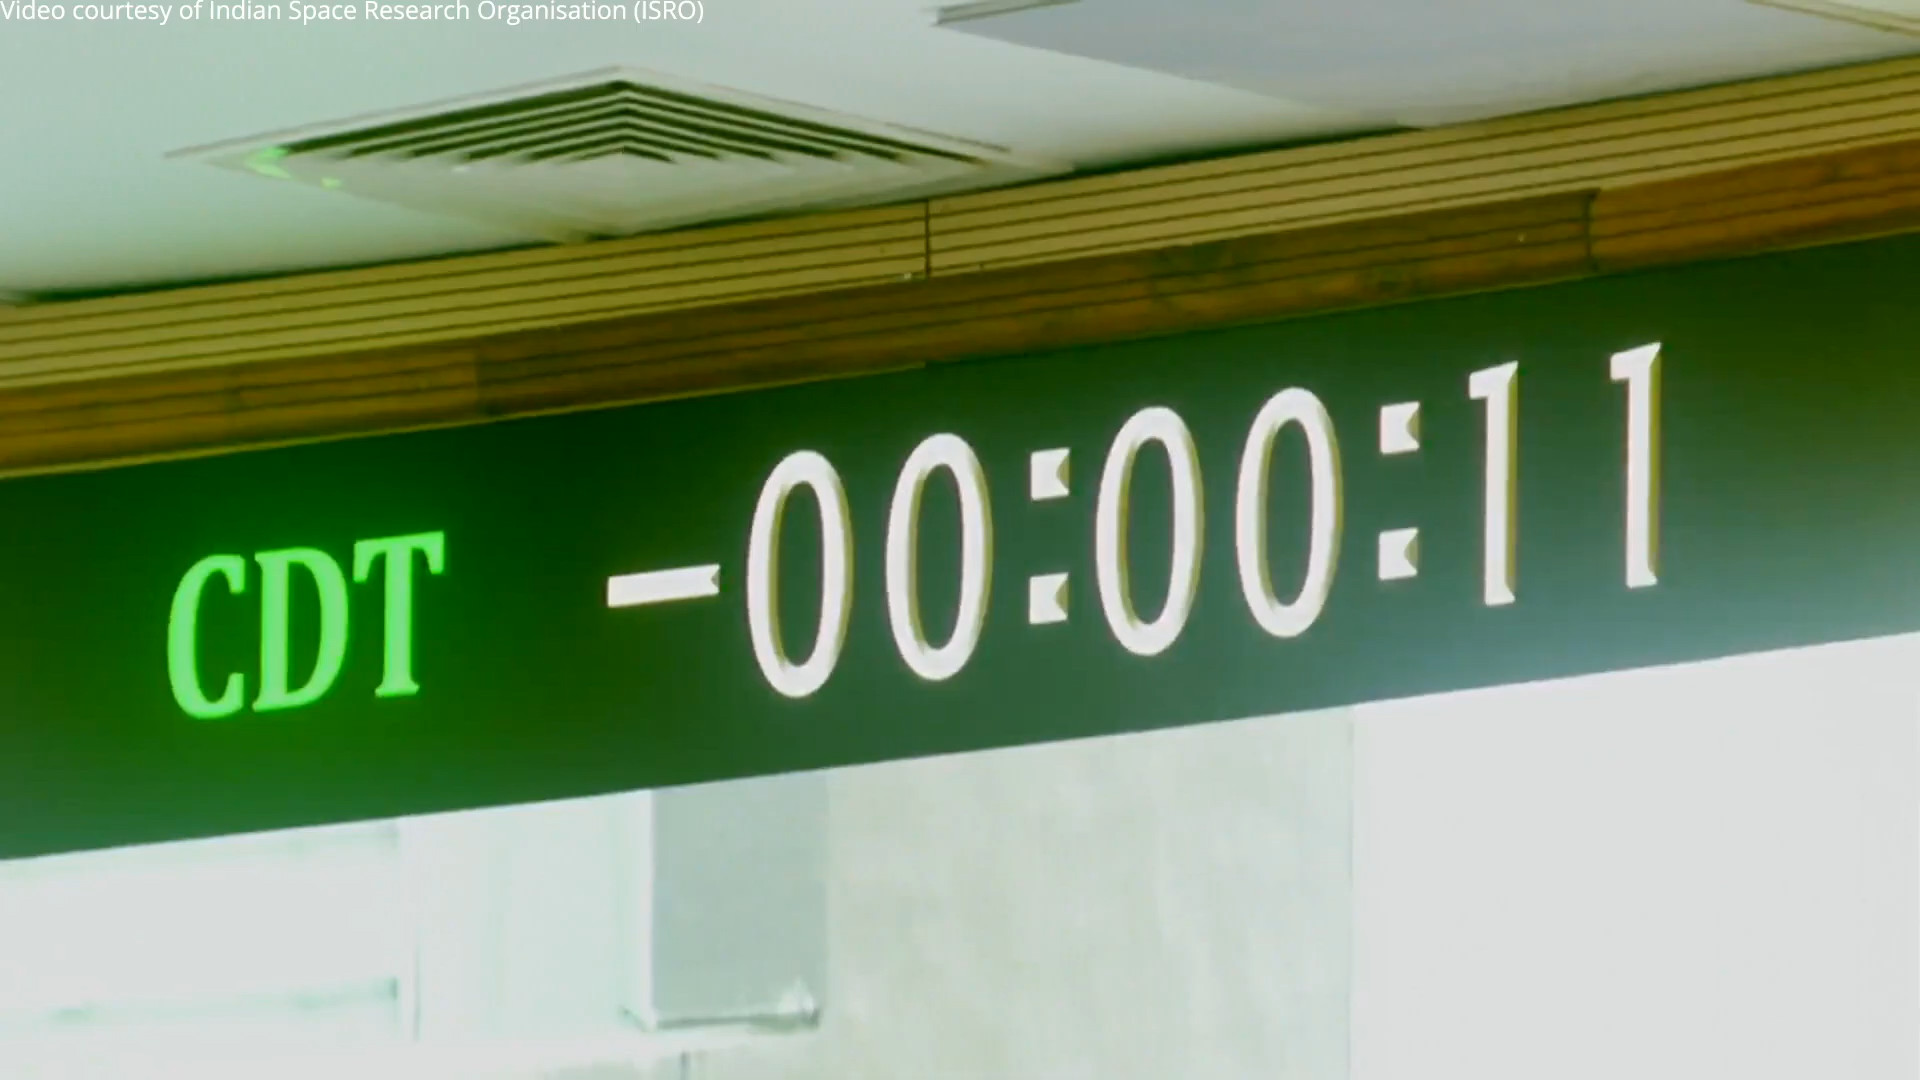 Video courtesy of Indian Space Research Organisation (ISRO)
CDT -00:00:11